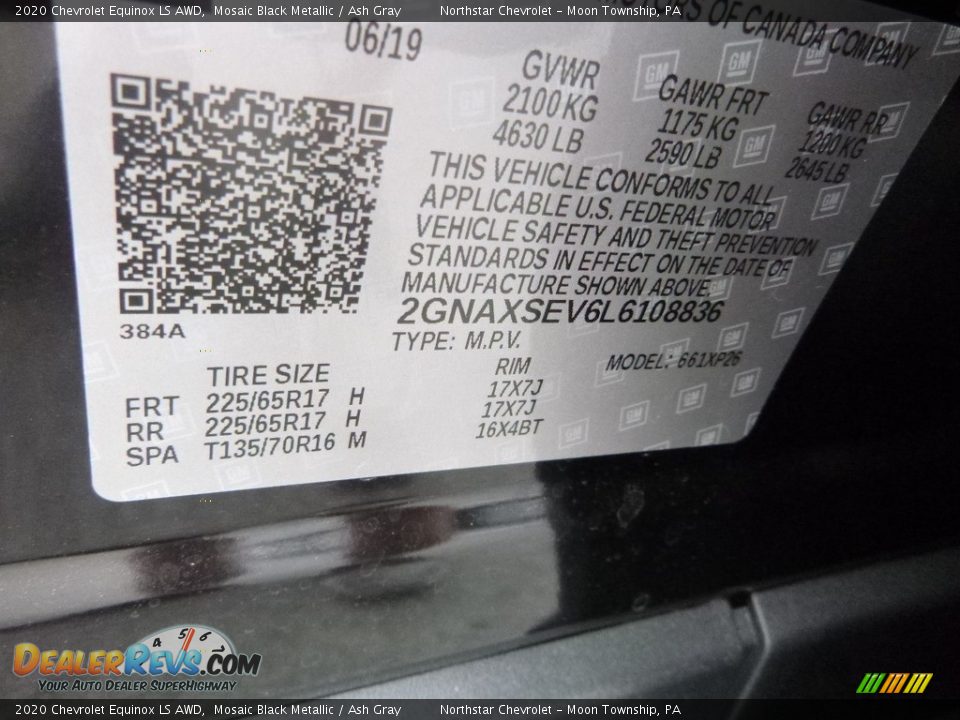 2020 Chevrolet Equinox LS AWD, Mosaic Black Metallic / Ash Gray Northstar Chevrolet - Moon Township, PA
OF CANADA COMPANY
06/19
GVWR GAWR FRT GAWR RR
2100 KG 1175 KG 1200 KG
4630 LB 2590 LB 2645 LB
THIS VEHICLE CONFORMS TO ALL
APPLICABLE U.S. FEDERAL MOTOR
VEHICLE SAFETY AND THEFT PREVENTION
STANDARDS IN EFFECT ON THE DATE OF
MANUFACTURE SHOWN ABOVE.
2GNAXSEV6L6108836
384A
TYPE: M.P.V. MODEL: 661XP26
TIRE SIZE RIM
FRT 225/65R17 H 17X7J
RR 225/65R17 H 17X7J
SPA T135/70R16 M 16X4BT
GM
4 5 6
DEALERREVS.COM
YOUR AUTO DEALER SUPERHIGHWAY
2020 Chevrolet Equinox LS AWD, Mosaic Black Metallic / Ash Gray Northstar Chevrolet - Moon Township, PA